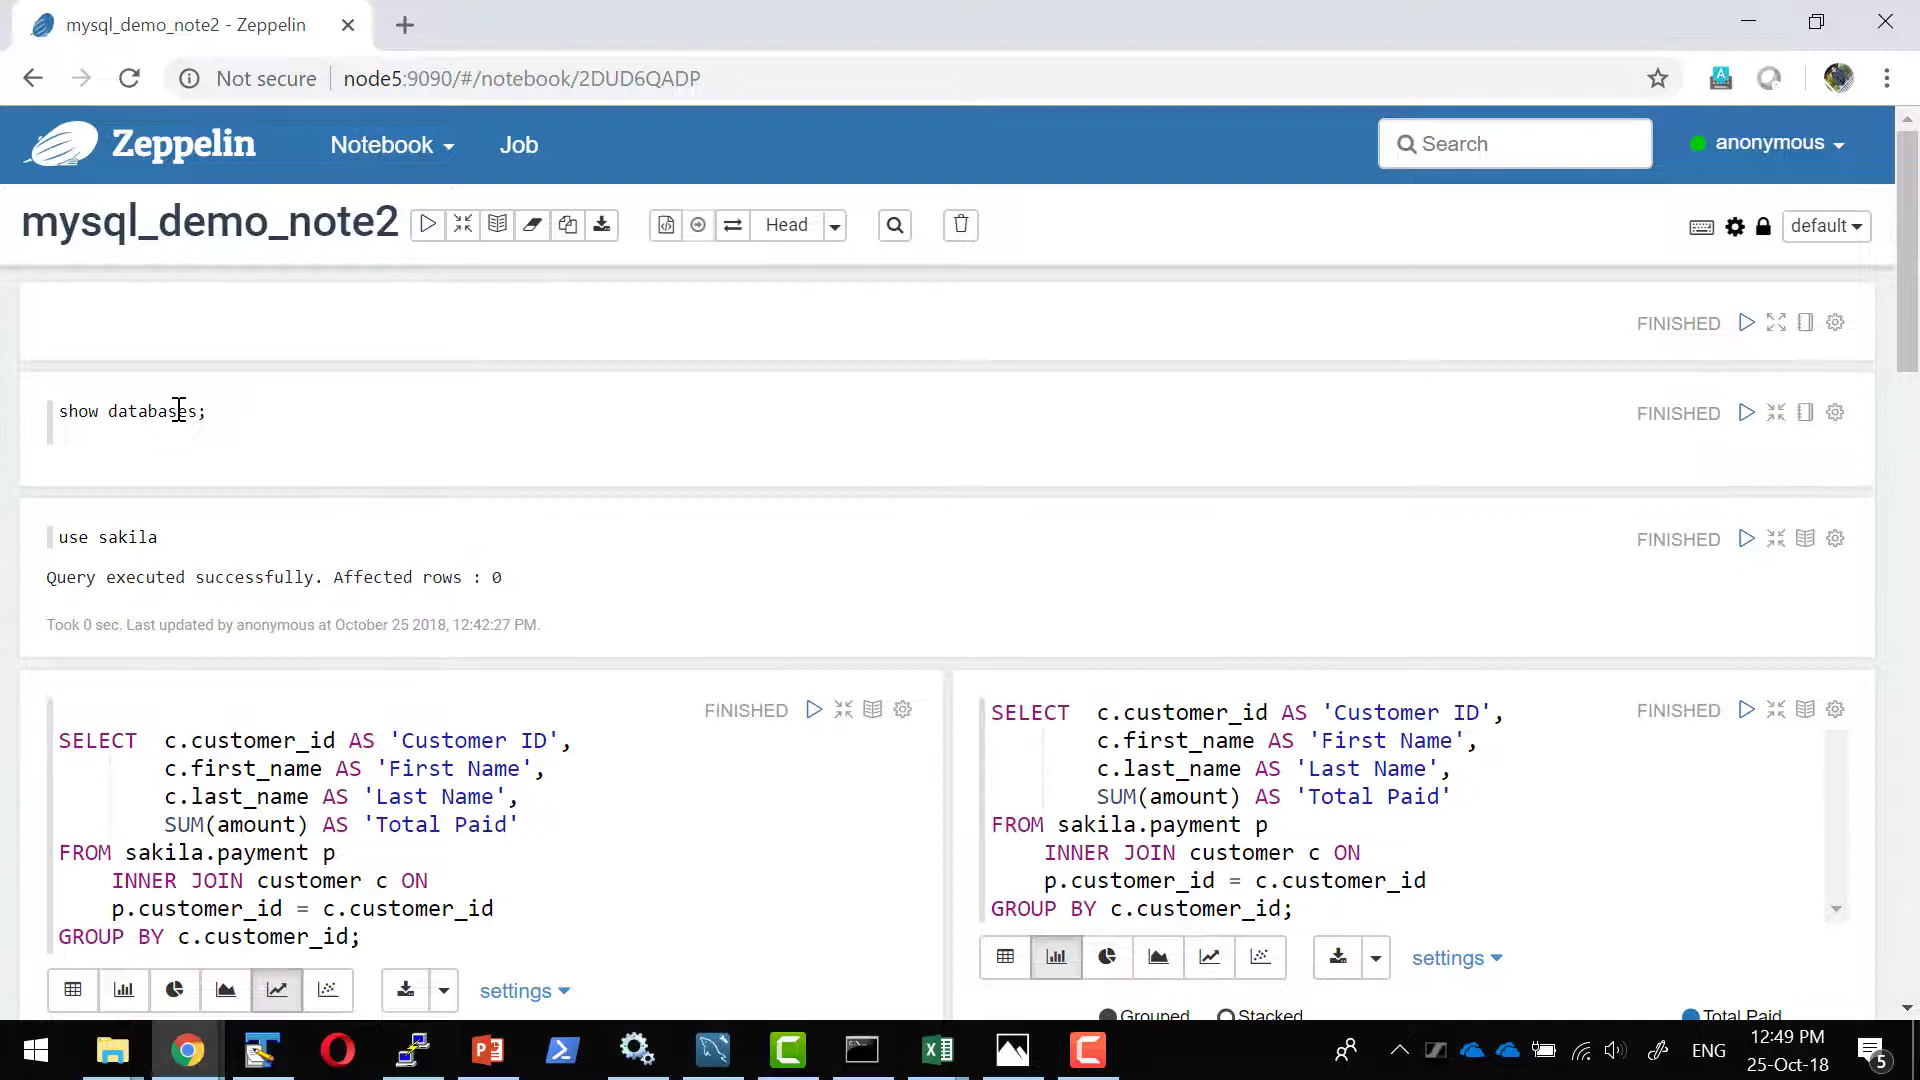 mysql_demo_note2 - Zeppelin
Not secure node5:9090/#/notebook/2DUD6QADP
Zeppelin Notebook Job Search anonymous
mysql_demo_note2 Head default
FINISHED
show databases; FINISHED
use sakila FINISHED
Query executed successfully. Affected rows : 0
Took 0 sec. Last updated by anonymous at October 25 2018, 12:42:27 PM.
FINISHED
SELECT c.customer_id AS 'Customer ID',
c.first_name AS 'First Name',
c.last_name AS 'Last Name',
SUM(amount) AS 'Total Paid'
FROM sakila.payment p
INNER JOIN customer c ON
p.customer_id = c.customer_id
GROUP BY c.customer_id;
settings
SELECT c.customer_id AS 'Customer ID', FINISHED
c.first_name AS 'First Name',
c.last_name AS 'Last Name',
SUM(amount) AS 'Total Paid'
FROM sakila.payment p
INNER JOIN customer c ON
p.customer_id = c.customer_id
GROUP BY c.customer_id;
settings
Grouped Stacked Total Paid
ENG
12:49 PM
25-Oct-18
5